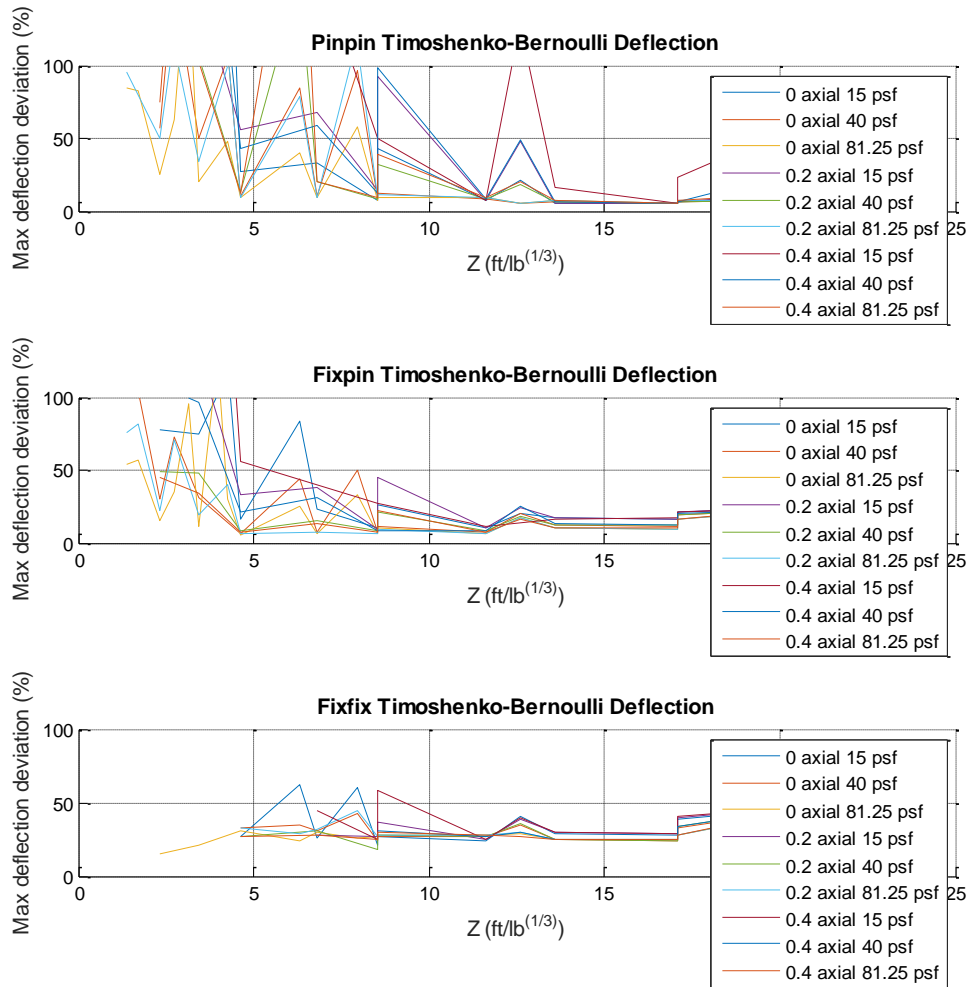 Pinpin Timoshenko-Bernoulli Deflection
Max deflection deviation (%)
100
50
0
0 5 10 15 20 25
Z (ft/lb^(1/3))
0 axial 15 psf
0 axial 40 psf
0 axial 81.25 psf
0.2 axial 15 psf
0.2 axial 40 psf
0.2 axial 81.25 psf
0.4 axial 15 psf
0.4 axial 40 psf
0.4 axial 81.25 psf
Fixpin Timoshenko-Bernoulli Deflection
Max deflection deviation (%)
100
50
0
0 5 10 15 25
Z (ft/lb^(1/3))
0 axial 15 psf
0 axial 40 psf
0 axial 81.25 psf
0.2 axial 15 psf
0.2 axial 40 psf
0.2 axial 81.25 psf
0.4 axial 15 psf
0.4 axial 40 psf
0.4 axial 81.25 psf
Fixfix Timoshenko-Bernoulli Deflection
Max deflection deviation (%)
100
50
0
0 5 10 15 25
Z (ft/lb^(1/3))
0 axial 15 psf
0 axial 40 psf
0 axial 81.25 psf
0.2 axial 15 psf
0.2 axial 40 psf
0.2 axial 81.25 psf
0.4 axial 15 psf
0.4 axial 40 psf
0.4 axial 81.25 psf